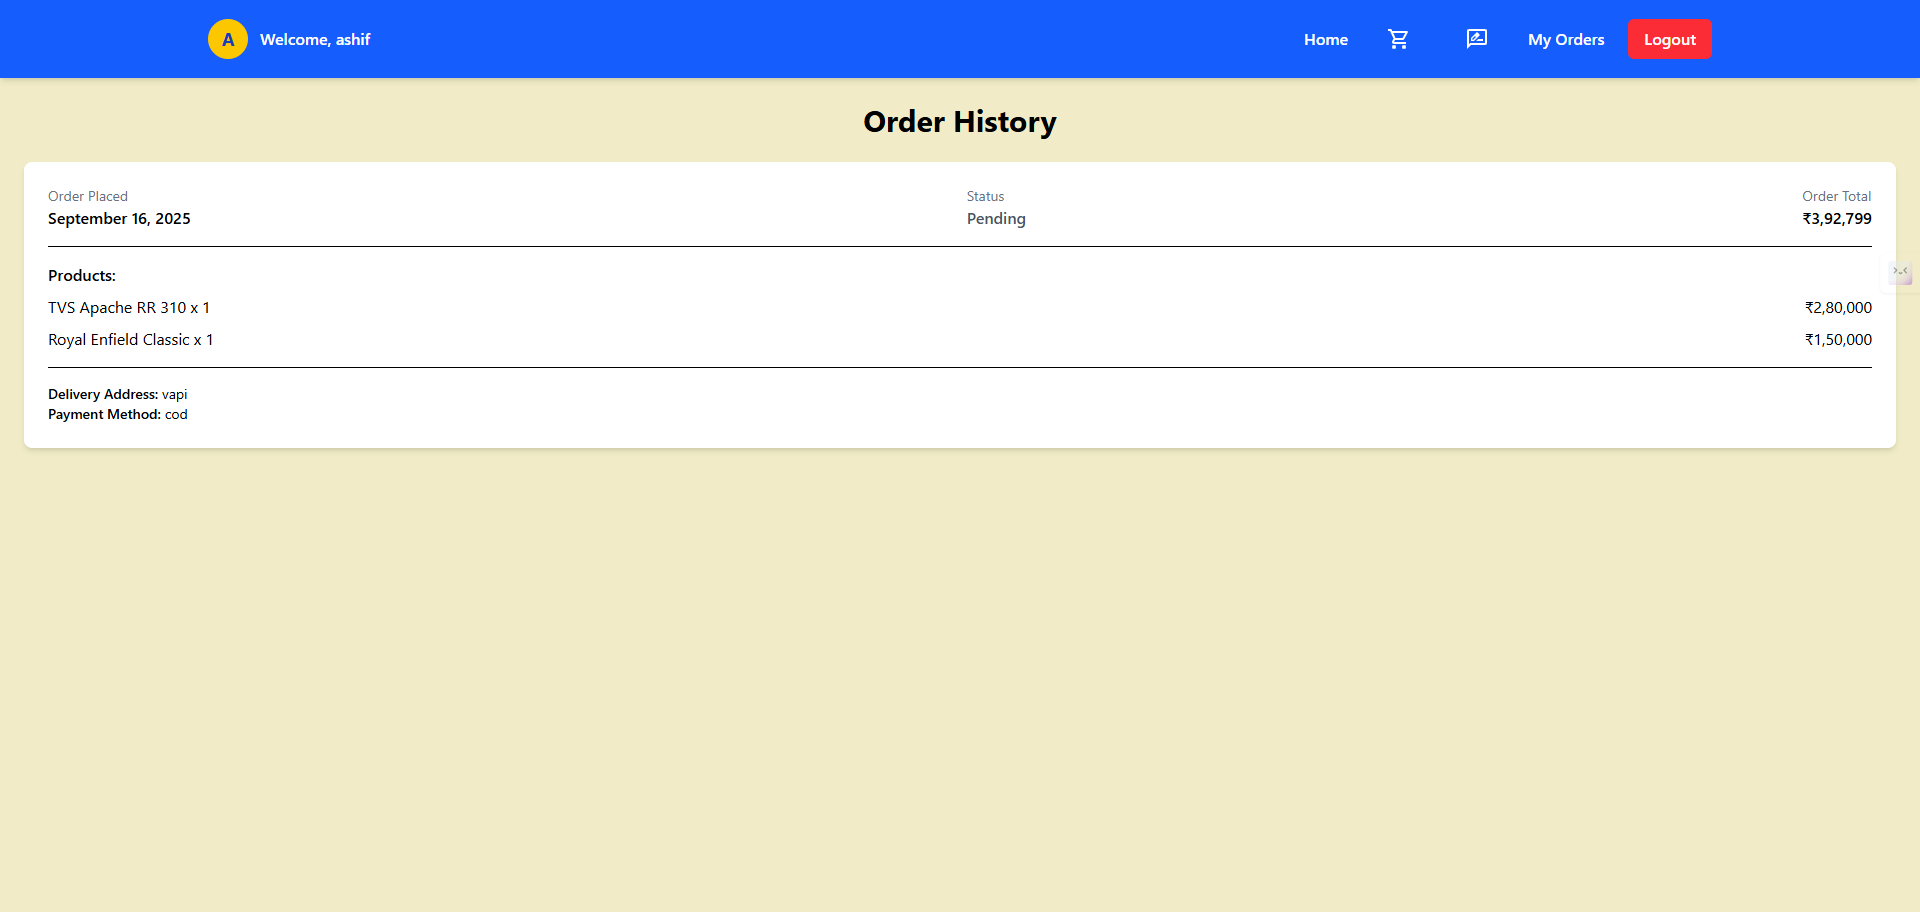 A Welcome, ashif Home My Orders Logout
Order History
Order Placed Status Order Total
September 16, 2025 Pending ₹3,92,799
Products:
TVS Apache RR 310 x 1 ₹2,80,000
Royal Enfield Classic x 1 ₹1,50,000
Delivery Address: vapi
Payment Method: cod